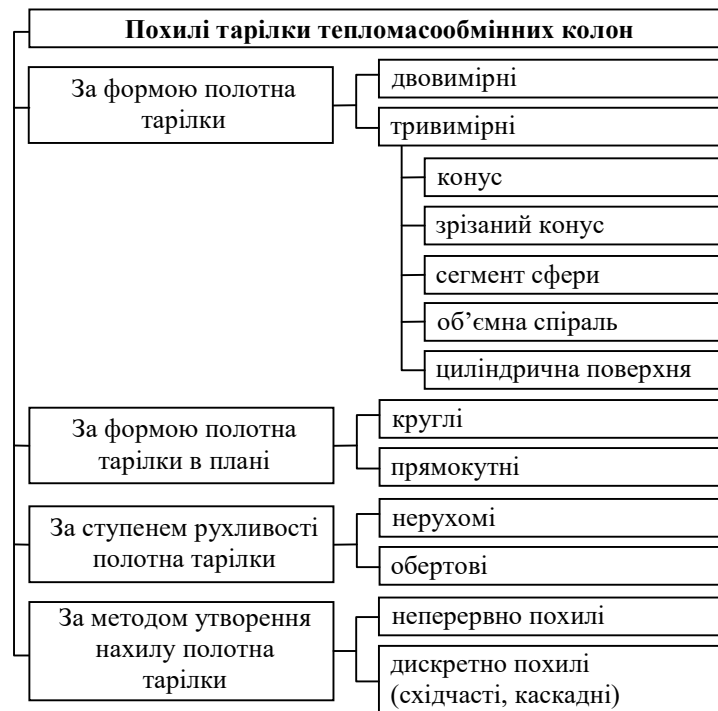 Похилі тарілки тепломасообмінних колон
За формою полотна
тарілки
двовимірні
тривимірні
конус
зрізаний конус
сегмент сфери
об’ємна спіраль
циліндрична поверхня
За формою полотна
тарілки в плані
круглі
прямокутні
За ступенем рухливості
полотна тарілки
нерухомі
обертові
За методом утворення
нахилу полотна
тарілки
неперервно похилі
дискретно похилі
(східчасті, каскадні)